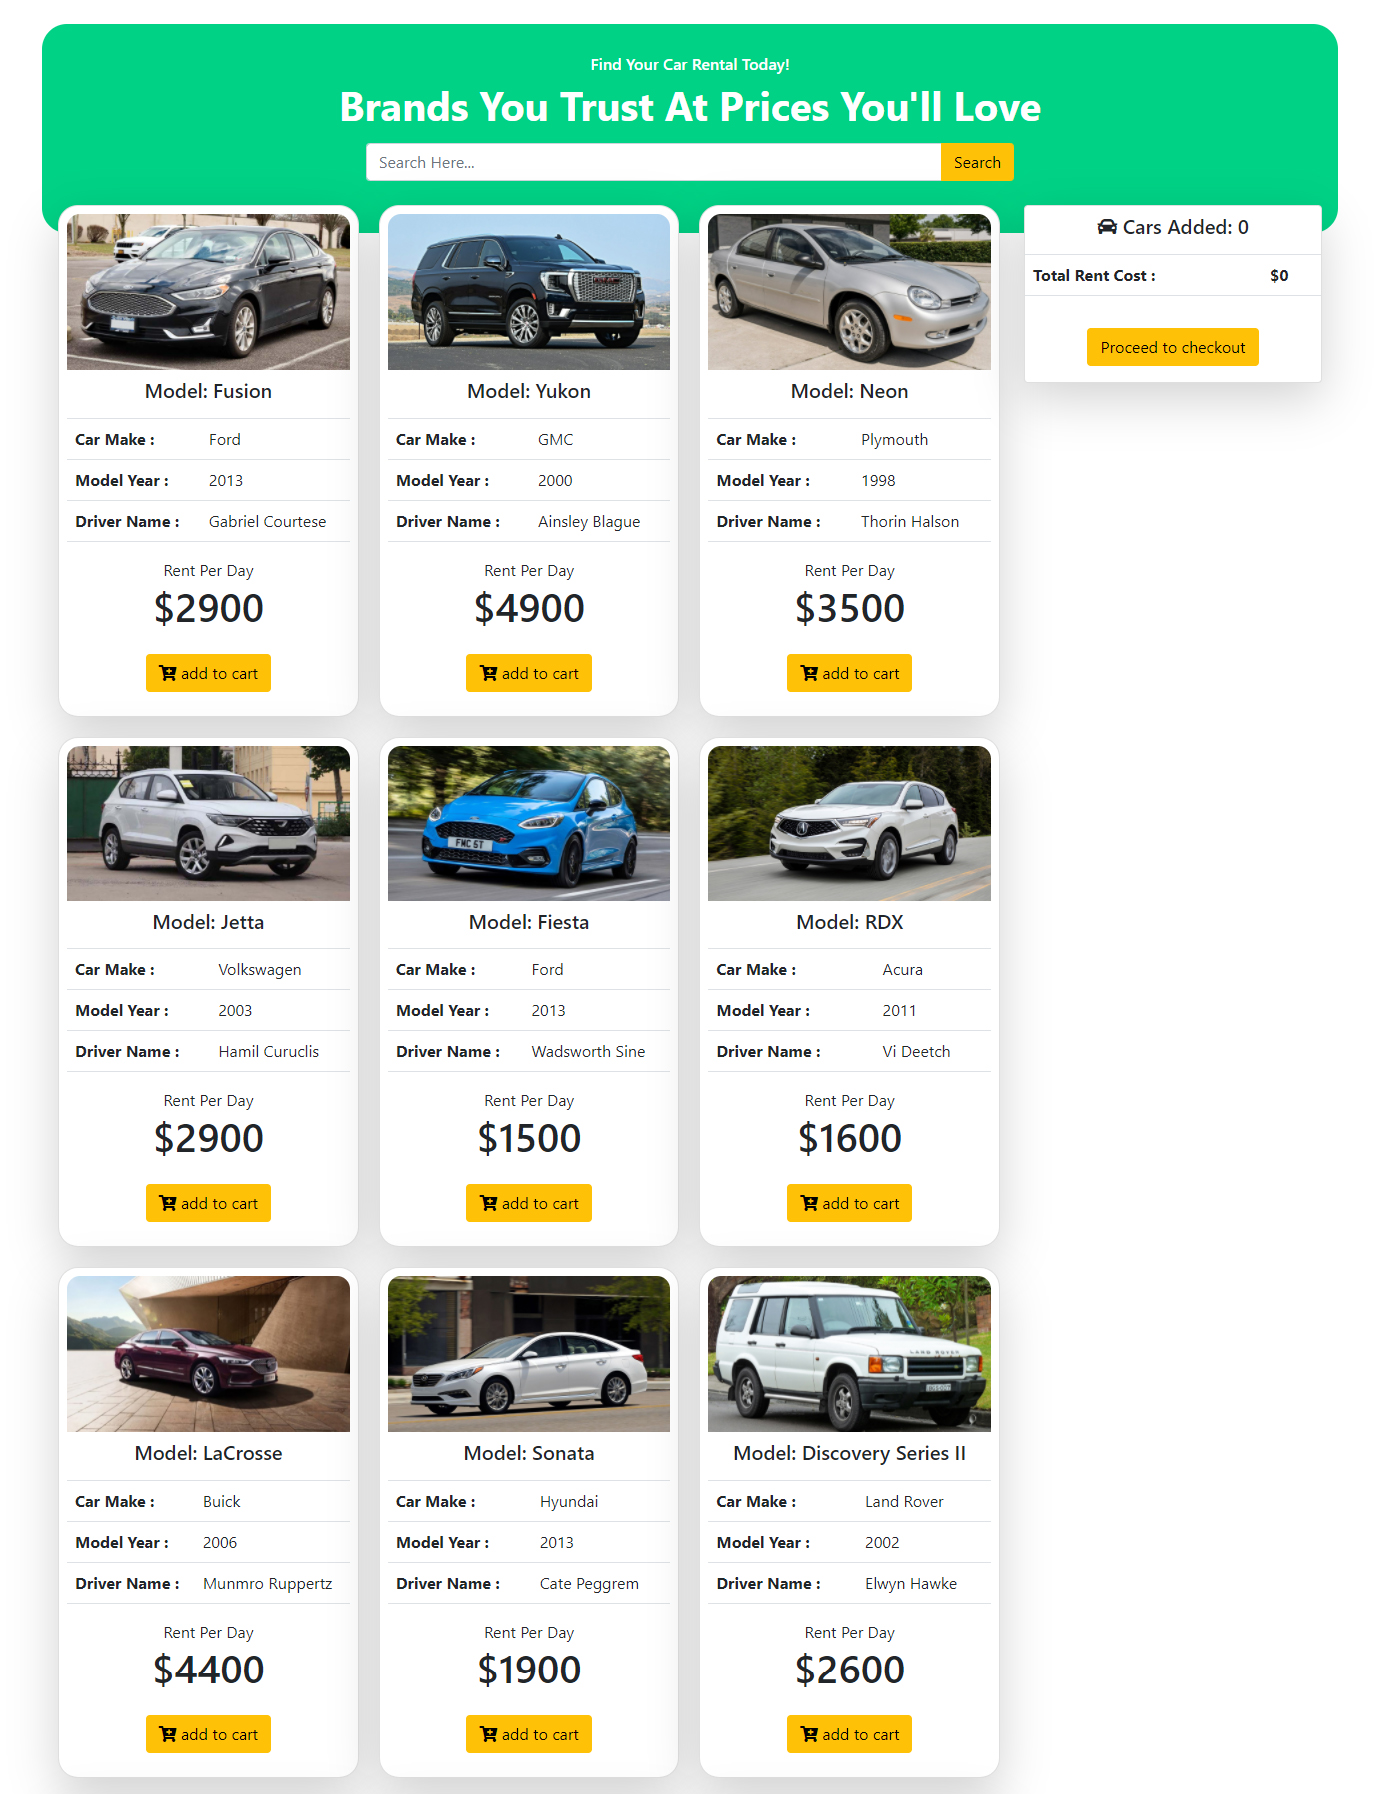 Find Your Car Rental Today!
Brands You Trust At Prices You'll Love
Search Here...
Search
Cars Added: 0
Total Rent Cost : $0
Proceed to checkout
Model: Fusion
Car Make : Ford
Model Year : 2013
Driver Name : Gabriel Courtese
Rent Per Day
$2900
add to cart
Model: Yukon
Car Make : GMC
Model Year : 2000
Driver Name : Ainsley Blague
Rent Per Day
$4900
add to cart
Model: Neon
Car Make : Plymouth
Model Year : 1998
Driver Name : Thorin Halson
Rent Per Day
$3500
add to cart
Model: Jetta
Car Make : Volkswagen
Model Year : 2003
Driver Name : Hamil Curuclis
Rent Per Day
$2900
add to cart
FMC 6T
Model: Fiesta
Car Make : Ford
Model Year : 2013
Driver Name : Wadsworth Sine
Rent Per Day
$1500
add to cart
Model: RDX
Car Make : Acura
Model Year : 2011
Driver Name : Vi Deetch
Rent Per Day
$1600
add to cart
Model: LaCrosse
Car Make : Buick
Model Year : 2006
Driver Name : Munmro Ruppertz
Rent Per Day
$4400
add to cart
Model: Sonata
Car Make : Hyundai
Model Year : 2013
Driver Name : Cate Peggrem
Rent Per Day
$1900
add to cart
LAND ROVER
Model: Discovery Series II
Car Make : Land Rover
Model Year : 2002
Driver Name : Elwyn Hawke
Rent Per Day
$2600
add to cart